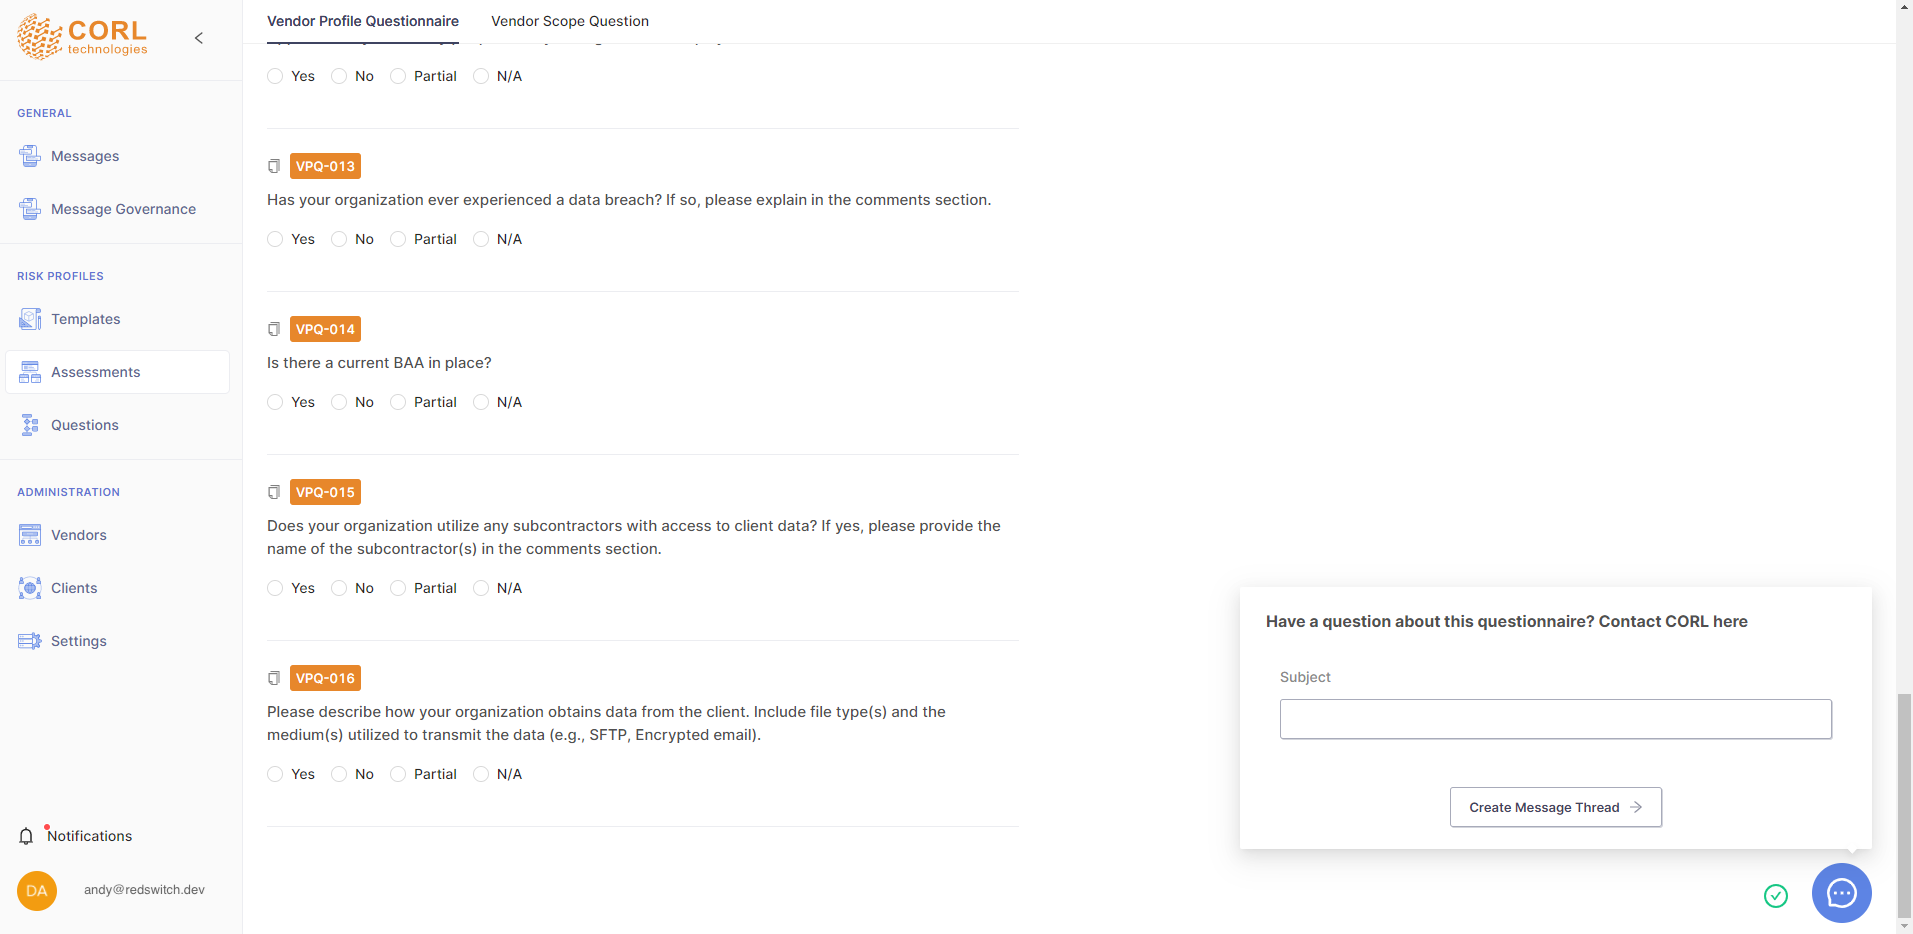 CORL
technologies
GENERAL
Messages
Message Governance
RISK PROFILES
Templates
Assessments
Questions
ADMINISTRATION
Vendors
Clients
Settings
Notifications
DA
andy@redswitch.dev
Vendor Profile Questionnaire
Vendor Scope Question
Yes No Partial N/A
VPQ-013
Has your organization ever experienced a data breach? If so, please explain in the comments section.
Yes No Partial N/A
VPQ-014
Is there a current BAA in place?
Yes No Partial N/A
VPQ-015
Does your organization utilize any subcontractors with access to client data? If yes, please provide the
name of the subcontractor(s) in the comments section.
Yes No Partial N/A
VPQ-016
Please describe how your organization obtains data from the client. Include file type(s) and the
medium(s) utilized to transmit the data (e.g., SFTP, Encrypted email).
Yes No Partial N/A
Have a question about this questionnaire? Contact CORL here
Subject
Create Message Thread